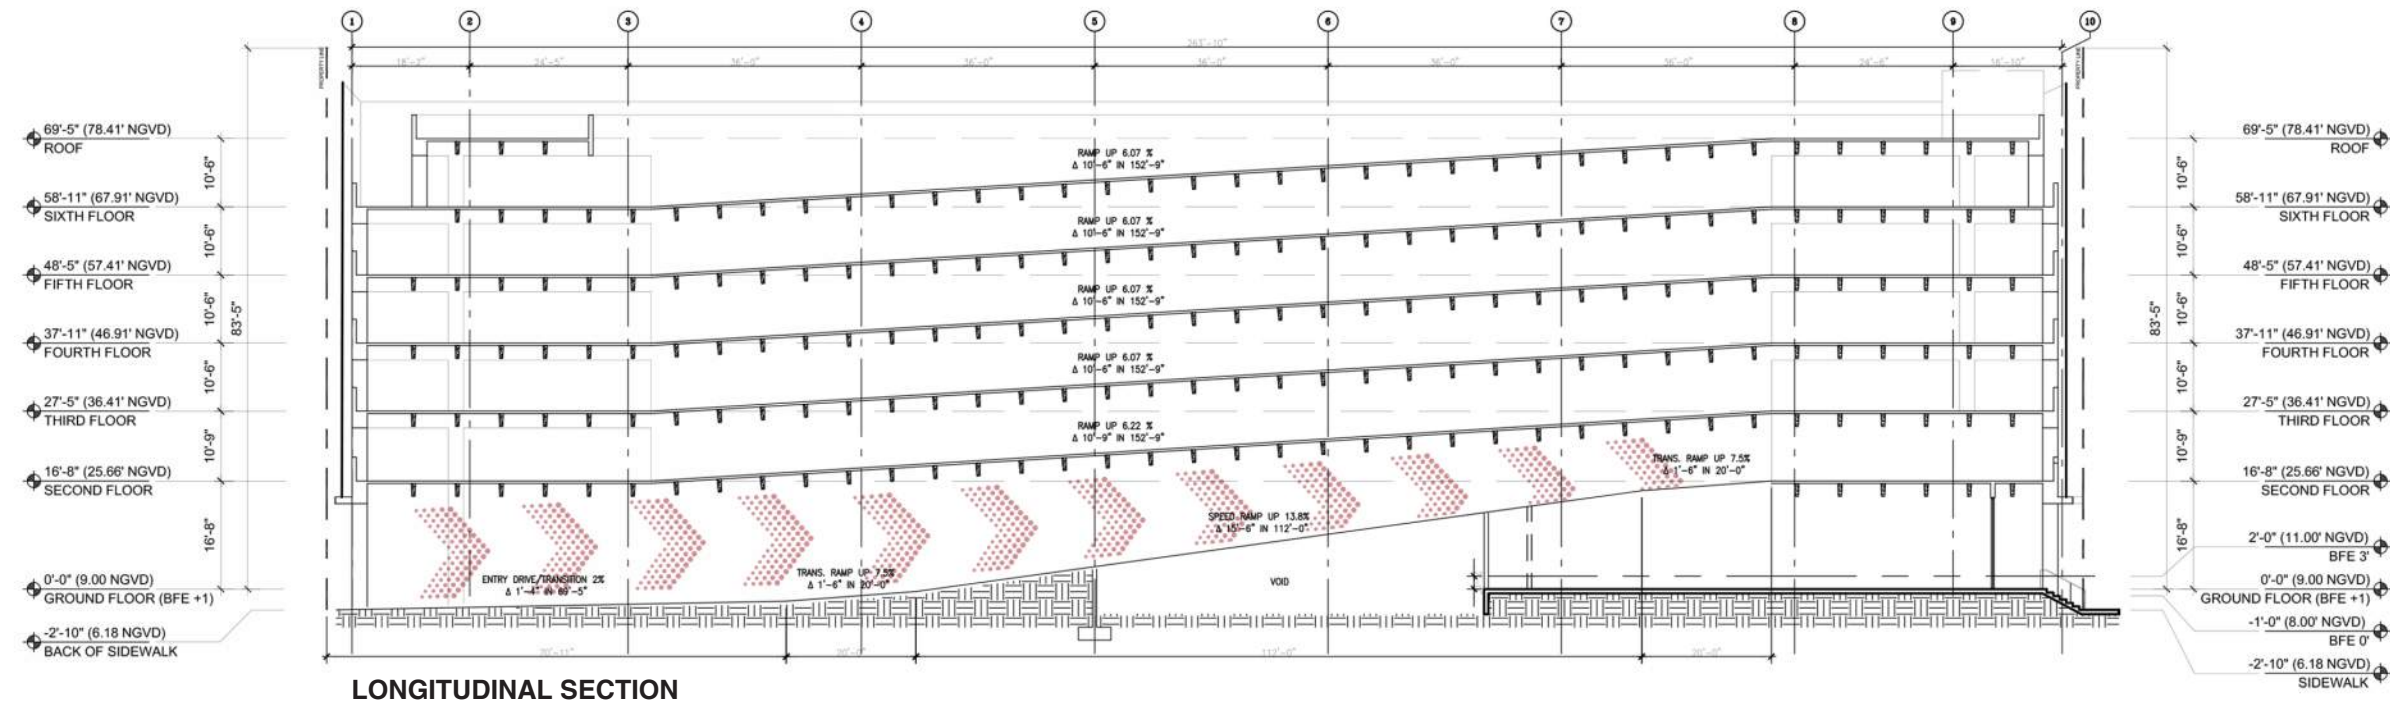 1 2 3 4 5 6 7 8 9 10
263'-10"
18'-2" 24'-5" 36'-0" 36'-0" 36'-0" 36'-0" 36'-0" 24'-6" 16'-10"
PROPERTY LINE
PROPERTY LINE
69'-5" (78.41' NGVD)
ROOF
10'-6"
58'-11" (67.91' NGVD)
SIXTH FLOOR
10'-6"
48'-5" (57.41' NGVD)
FIFTH FLOOR
10'-6"
83'-5"
37'-11" (46.91' NGVD)
FOURTH FLOOR
10'-6"
27'-5" (36.41' NGVD)
THIRD FLOOR
10'-9"
16'-8" (25.66' NGVD)
SECOND FLOOR
16'-8"
0'-0" (9.00 NGVD)
GROUND FLOOR (BFE +1)
-2'-10" (6.18 NGVD)
BACK OF SIDEWALK
RAMP UP 6.07 %
Δ 10'-6" IN 152'-9"
RAMP UP 6.07 %
Δ 10'-6" IN 152'-9"
RAMP UP 6.07 %
Δ 10'-6" IN 152'-9"
RAMP UP 6.07 %
Δ 10'-6" IN 152'-9"
RAMP UP 6.22 %
Δ 10'-9" IN 152'-9"
TRANS. RAMP UP 7.5%
Δ 1'-6" IN 20'-0"
SPEED RAMP UP 13.8%
Δ 15'-6" IN 112'-0"
TRANS. RAMP UP 7.5%
Δ 1'-6" IN 20'-0"
ENTRY DRIVE/TRANSITION 2%
Δ 1'-4" IN 69'-5"
VOID
69'-5" (78.41' NGVD)
ROOF
10'-6"
58'-11" (67.91' NGVD)
SIXTH FLOOR
10'-6"
48'-5" (57.41' NGVD)
FIFTH FLOOR
10'-6"
83'-5"
37'-11" (46.91' NGVD)
FOURTH FLOOR
10'-6"
27'-5" (36.41' NGVD)
THIRD FLOOR
10'-9"
16'-8" (25.66' NGVD)
SECOND FLOOR
16'-8"
2'-0" (11.00' NGVD)
BFE 3'
0'-0" (9.00 NGVD)
GROUND FLOOR (BFE +1)
-1'-0" (8.00' NGVD)
BFE 0'
-2'-10" (6.18 NGVD)
SIDEWALK
70'-11" 20'-0" 112'-0" 20'-0"
LONGITUDINAL SECTION